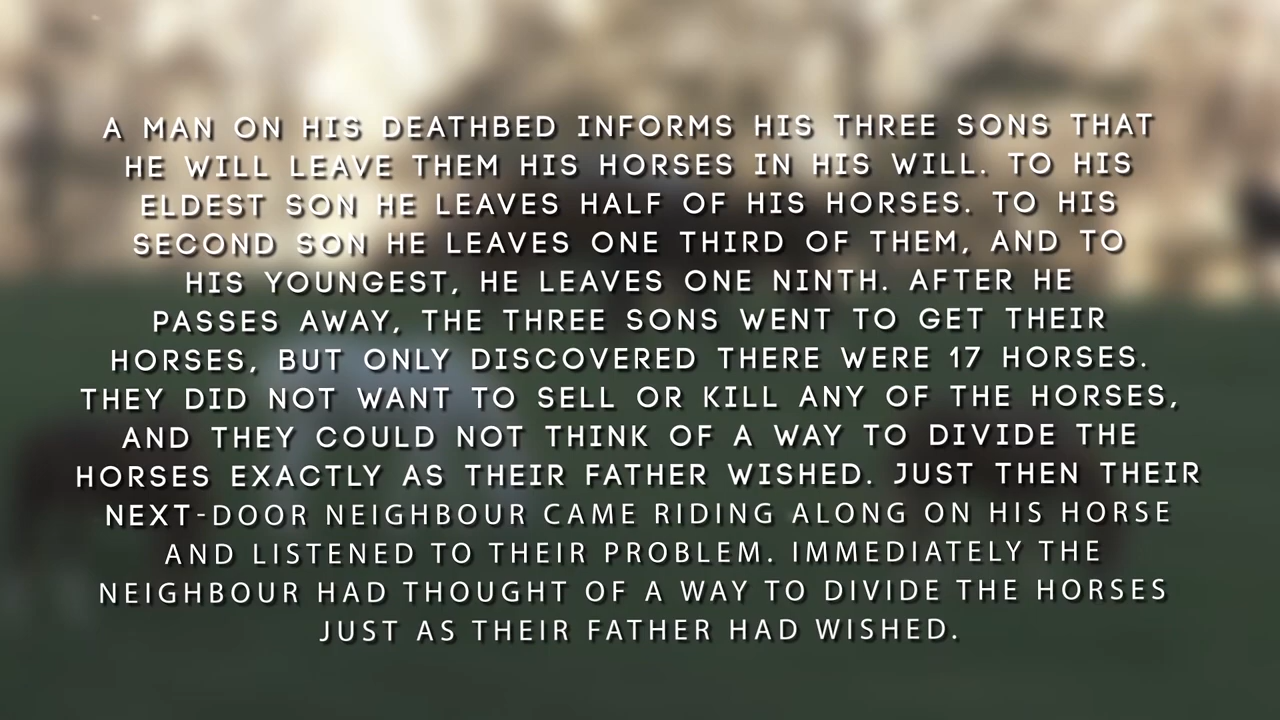 A MAN ON HIS DEATHBED INFORMS HIS THREE SONS THAT
HE WILL LEAVE THEM HIS HORSES IN HIS WILL. TO HIS
ELDEST SON HE LEAVES HALF OF HIS HORSES. TO HIS
SECOND SON HE LEAVES ONE THIRD OF THEM, AND TO
HIS YOUNGEST, HE LEAVES ONE NINTH. AFTER HE
PASSES AWAY, THE THREE SONS WENT TO GET THEIR
HORSES, BUT ONLY DISCOVERED THERE WERE 17 HORSES.
THEY DID NOT WANT TO SELL OR KILL ANY OF THE HORSES,
AND THEY COULD NOT THINK OF A WAY TO DIVIDE THE
HORSES EXACTLY AS THEIR FATHER WISHED. JUST THEN THEIR
NEXT-DOOR NEIGHBOUR CAME RIDING ALONG ON HIS HORSE
AND LISTENED TO THEIR PROBLEM. IMMEDIATELY THE
NEIGHBOUR HAD THOUGHT OF A WAY TO DIVIDE THE HORSES
JUST AS THEIR FATHER HAD WISHED.